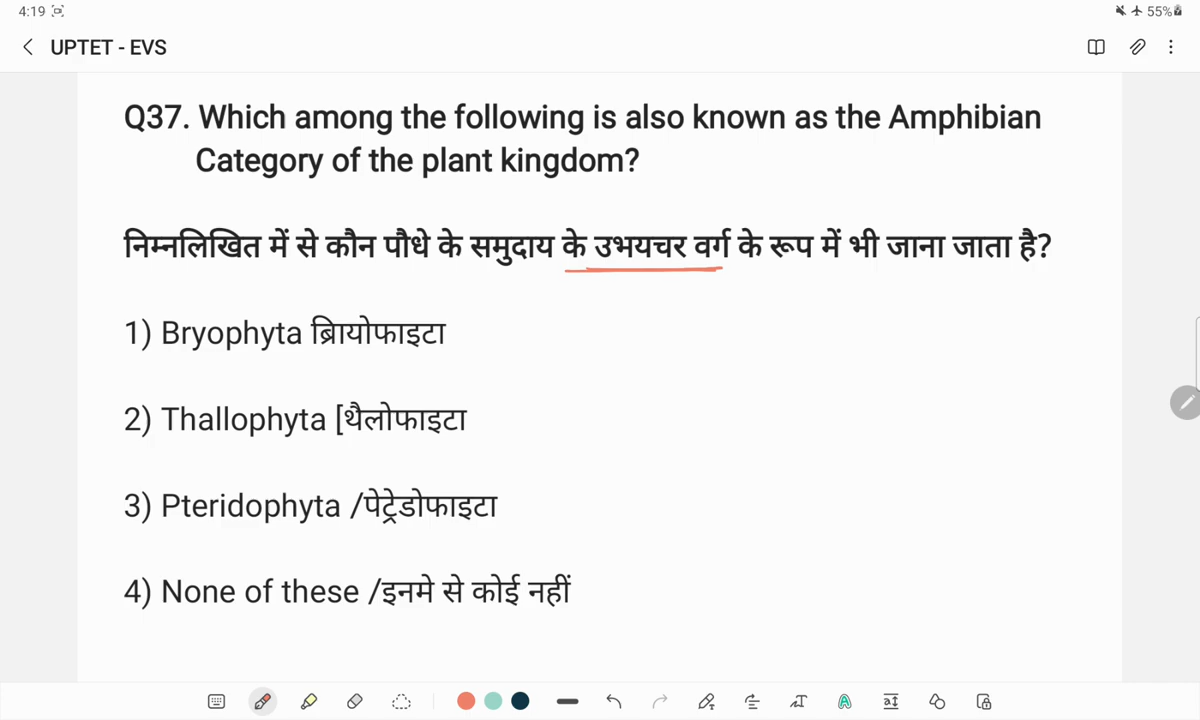 4:19
55%
UPTET - EVS
Q37. Which among the following is also known as the Amphibian
Category of the plant kingdom?
निम्नलिखित में से कौन पौधे के समुदाय के उभयचर वर्ग के रूप में भी जाना जाता है?
1) Bryophyta ब्रिायोफाइटा
2) Thallophyta [थैलोफाइटा
3) Pteridophyta /पेट्रेडोफाइटा
4) None of these /इनमे से कोई नहीं